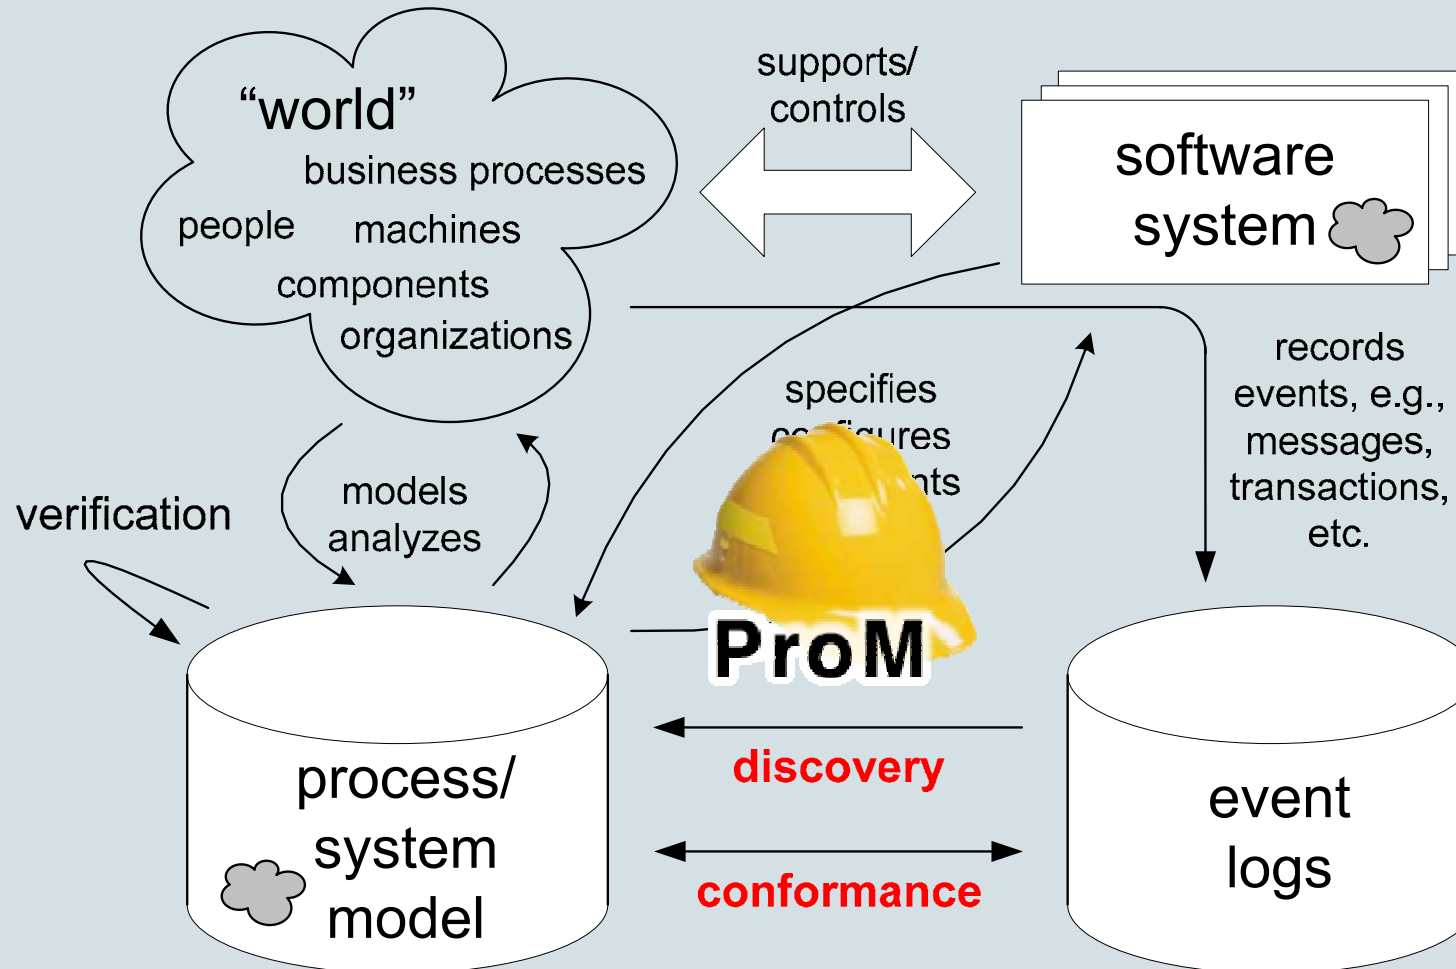 “world”
business processes
people
machines
components
organizations
supports/
controls
software
system
records
events, e.g.,
messages,
transactions,
etc.
specifies
models
analyzes
verification
ProM
discovery
conformance
process/
system
model
event
logs